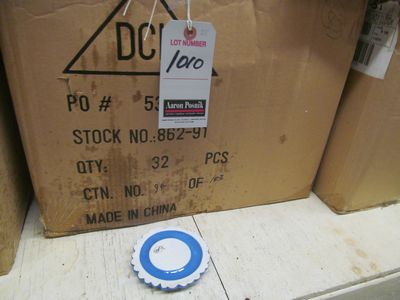 LOT NUMBER
1010
Aaron Posnik
PO # 53
STOCK NO.:862-91
QTY: 32 PCS
CTN. NO. OF
MADE IN CHINA